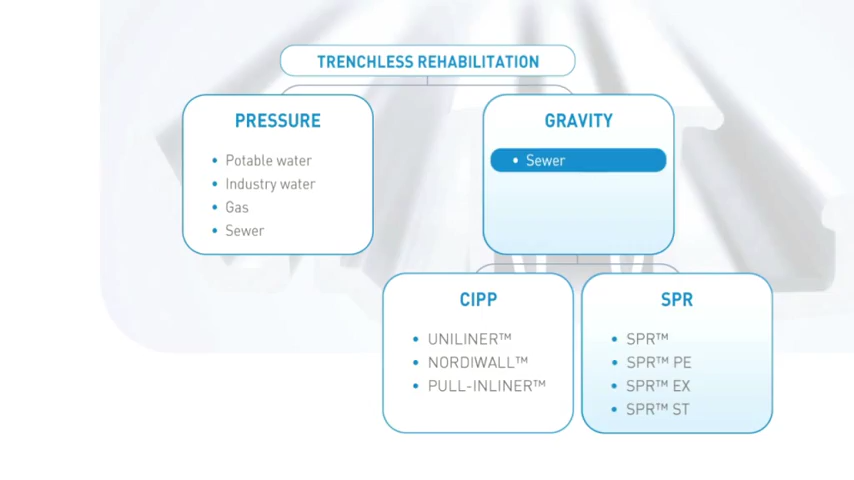 TRENCHLESS REHABILITATION
PRESSURE
• Potable water
• Industry water
• Gas
• Sewer
GRAVITY
• Sewer
CIPP
• UNILINER™
• NORDIWALL™
• PULL-INLINER™
SPR
• SPR™
• SPR™ PE
• SPR™ EX
• SPR™ ST